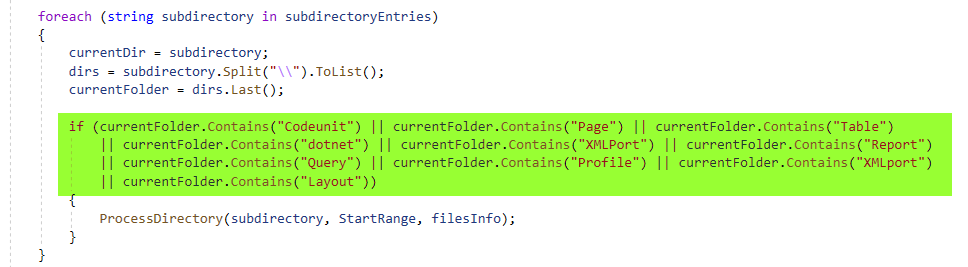 foreach (string subdirectory in subdirectoryEntries)
{
currentDir = subdirectory;
dirs = subdirectory.Split("\\").ToList();
currentFolder = dirs.Last();
if (currentFolder.Contains("Codeunit") || currentFolder.Contains("Page") || currentFolder.Contains("Table")
|| currentFolder.Contains("dotnet") || currentFolder.Contains("XMLPort") || currentFolder.Contains("Report")
|| currentFolder.Contains("Query") || currentFolder.Contains("Profile") || currentFolder.Contains("XMLport")
|| currentFolder.Contains("Layout"))
{
ProcessDirectory(subdirectory, StartRange, filesInfo);
}
}